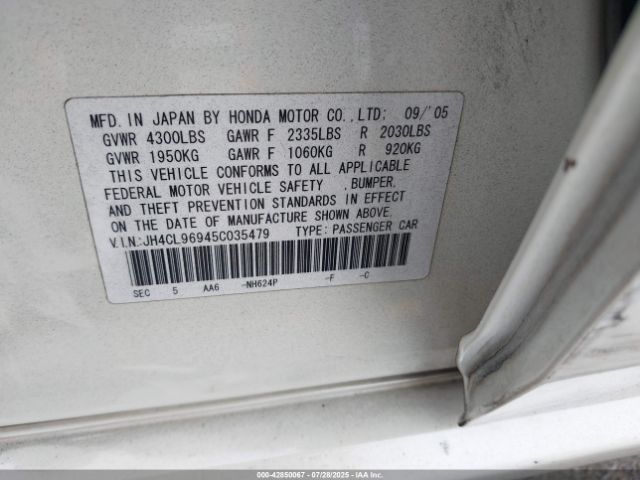 MFD. IN JAPAN BY HONDA MOTOR CO., LTD: 09/'05
GVWR 4300LBS GAWR F 2335LBS R 2030LBS
GVWR 1950KG GAWR F 1060KG R 920KG
THIS VEHICLE CONFORMS TO ALL APPLICABLE
FEDERAL MOTOR VEHICLE SAFETY , BUMPER,
AND THEFT PREVENTION STANDARDS IN EFFECT
ON THE DATE OF MANUFACTURE SHOWN ABOVE.
V.IN.:JH4CL96945C035479 TYPE: PASSENGER CAR
SEC 5 AA6 -NH624P -F -C
000-42850067 - 07/28/2025 - IAAI.CA